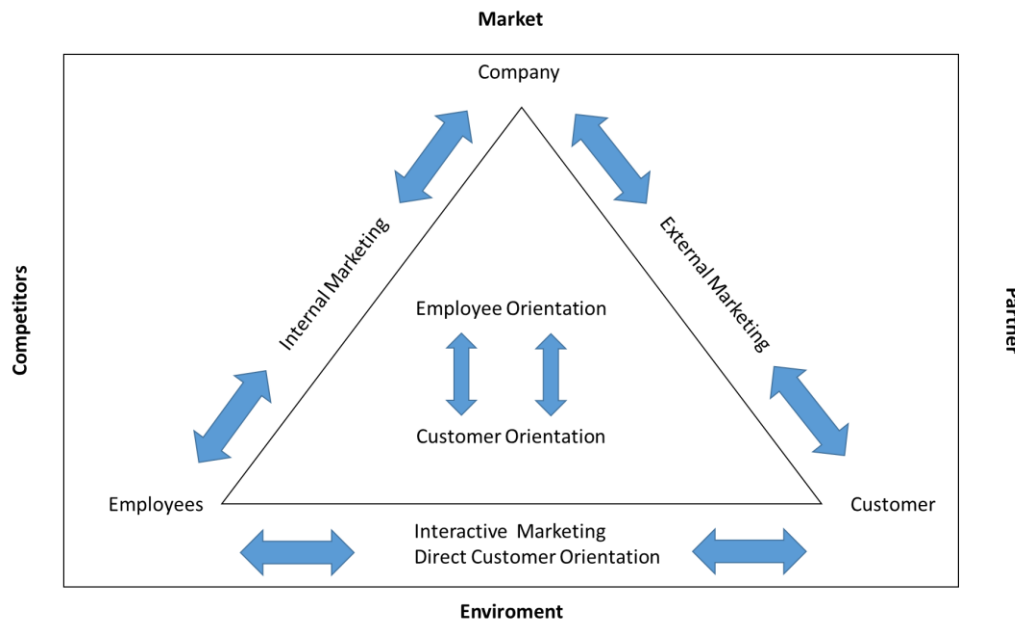 Market
Company
Internal Marketing
External Marketing
Competitors
Partner
Employee Orientation
Customer Orientation
Employees
Customer
Interactive Marketing
Direct Customer Orientation
Enviroment